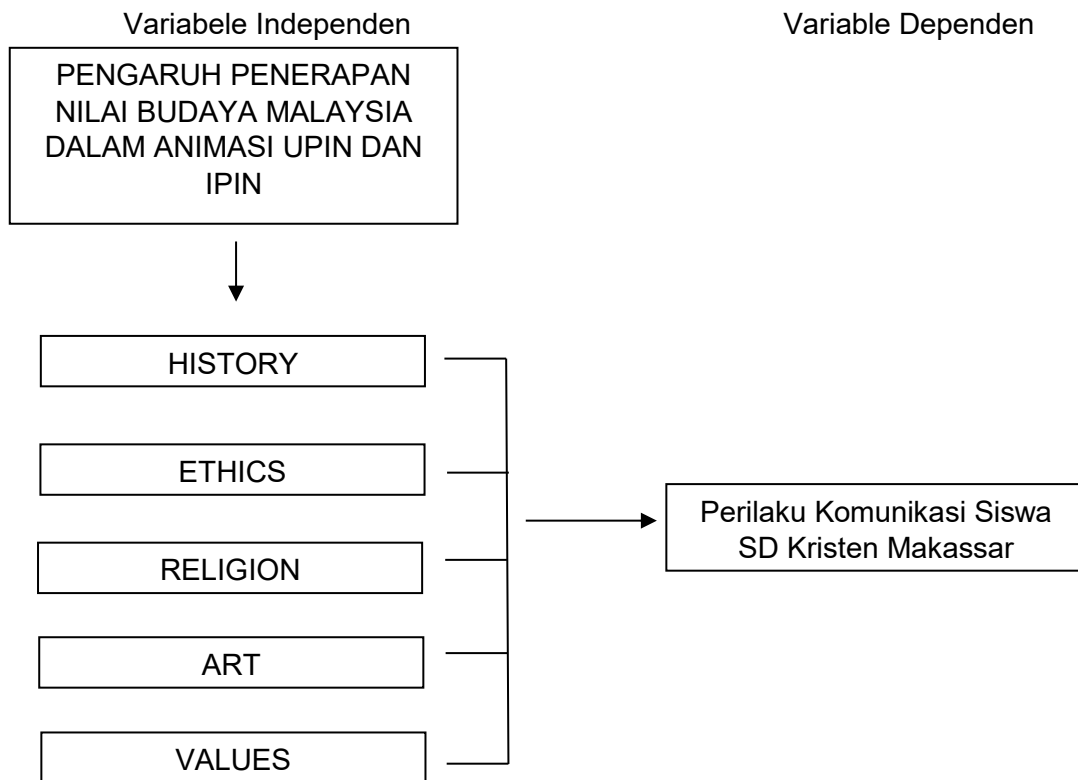 Variabele Independen
Variable Dependen
PENGARUH PENERAPAN
NILAI BUDAYA MALAYSIA
DALAM ANIMASI UPIN DAN
IPIN
HISTORY
ETHICS
RELIGION
ART
VALUES
Perilaku Komunikasi Siswa
SD Kristen Makassar